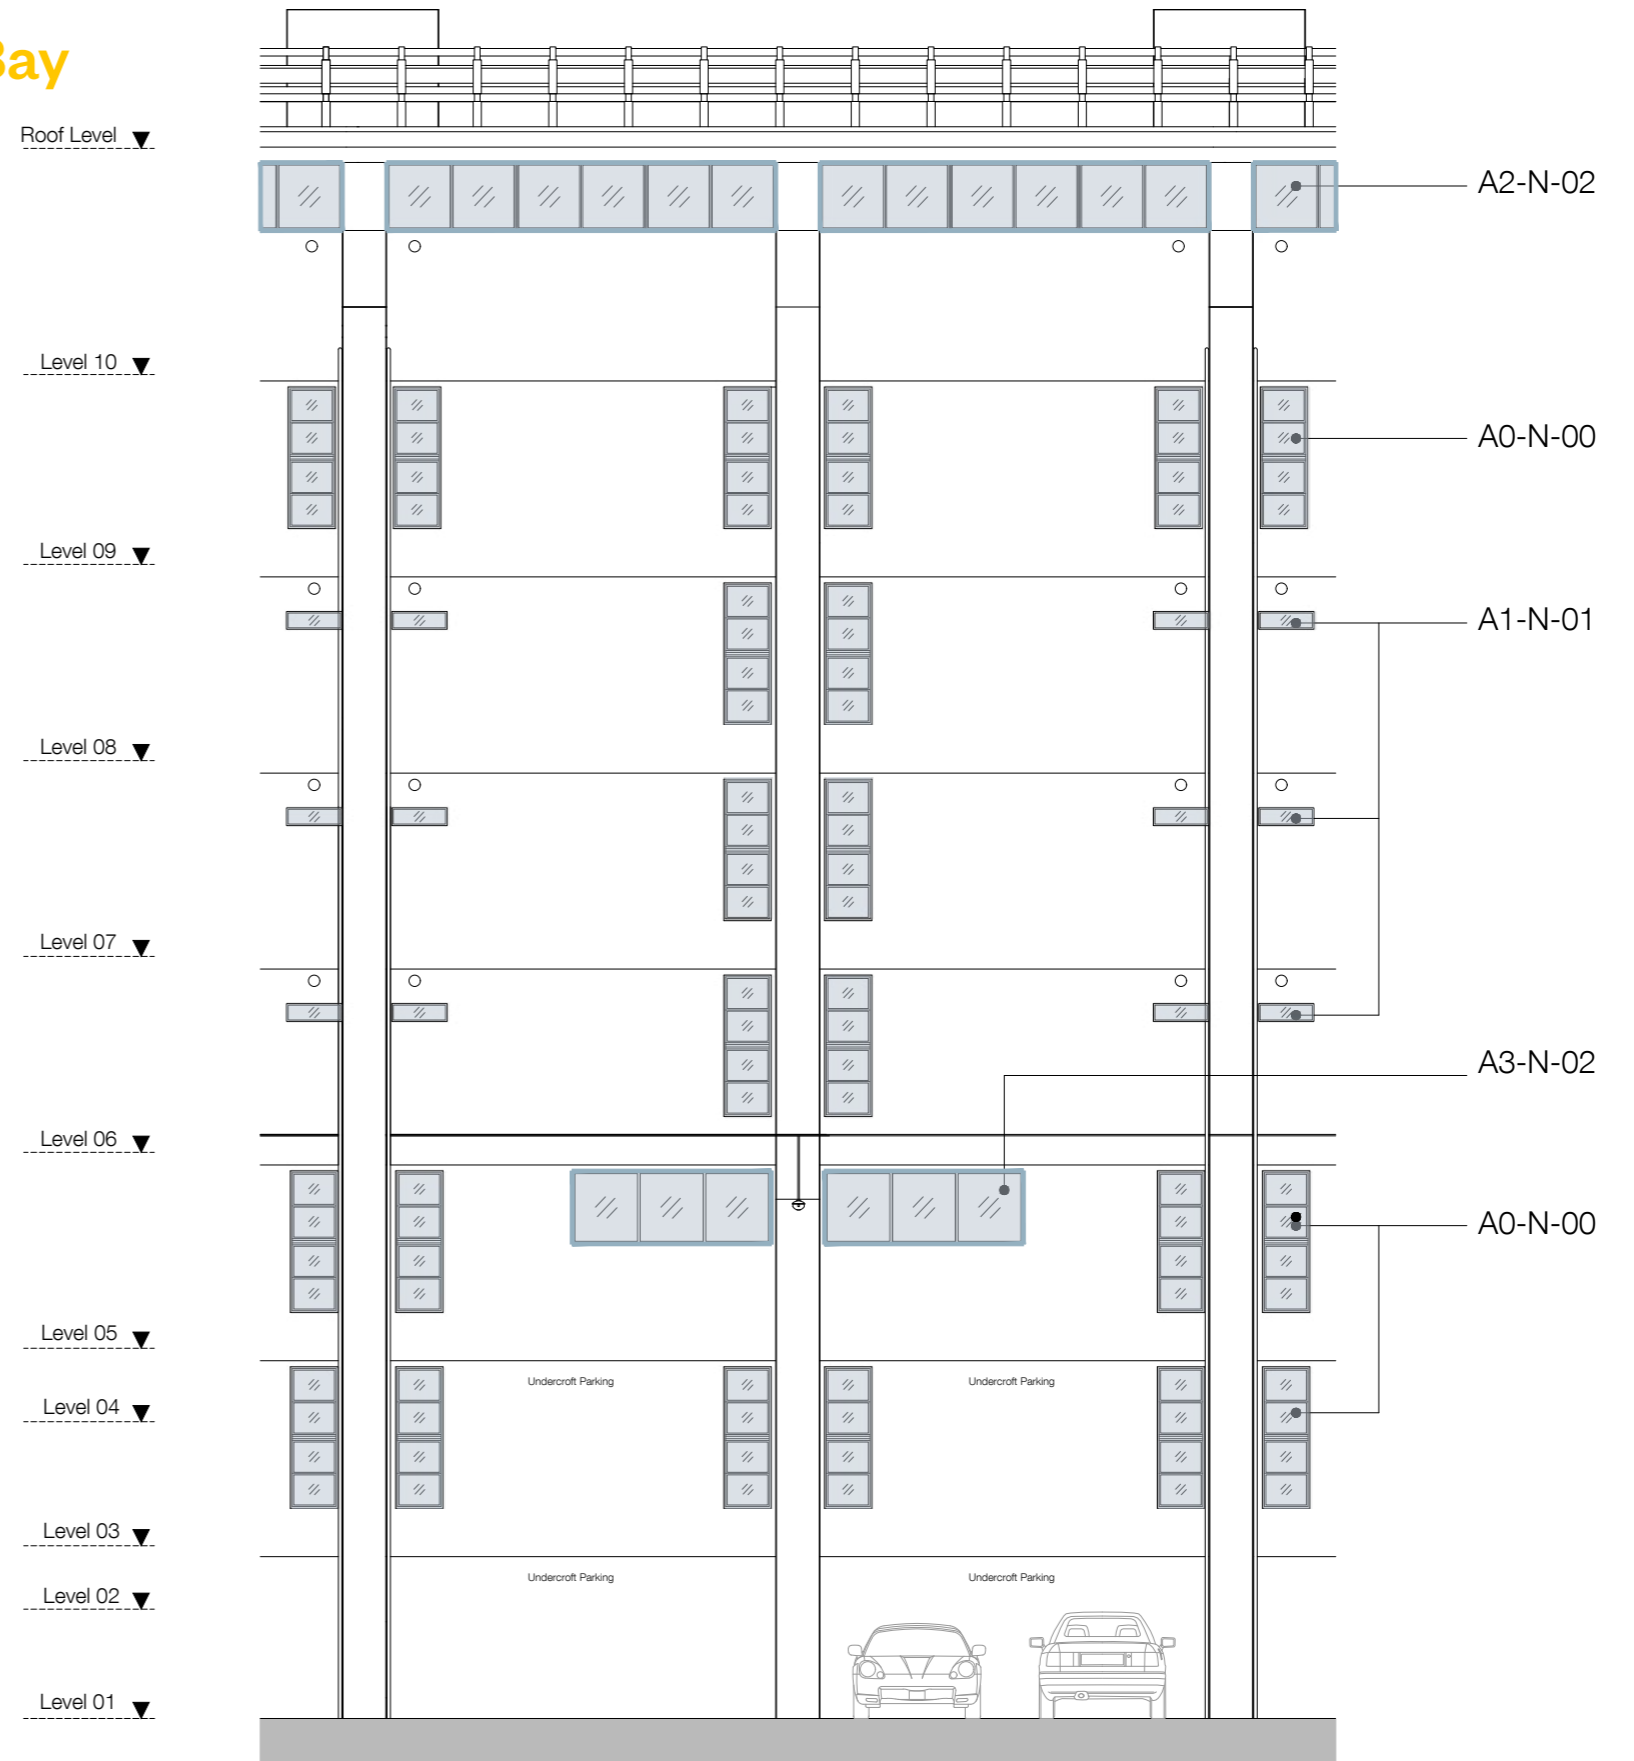 Bay
Roof Level
A2-N-02
Level 10
A0-N-00
Level 09
A1-N-01
Level 08
Level 07
A3-N-02
Level 06
A0-N-00
Level 05
Undercroft Parking Undercroft Parking
Level 04
Level 03
Undercroft Parking Undercroft Parking
Level 02
Level 01